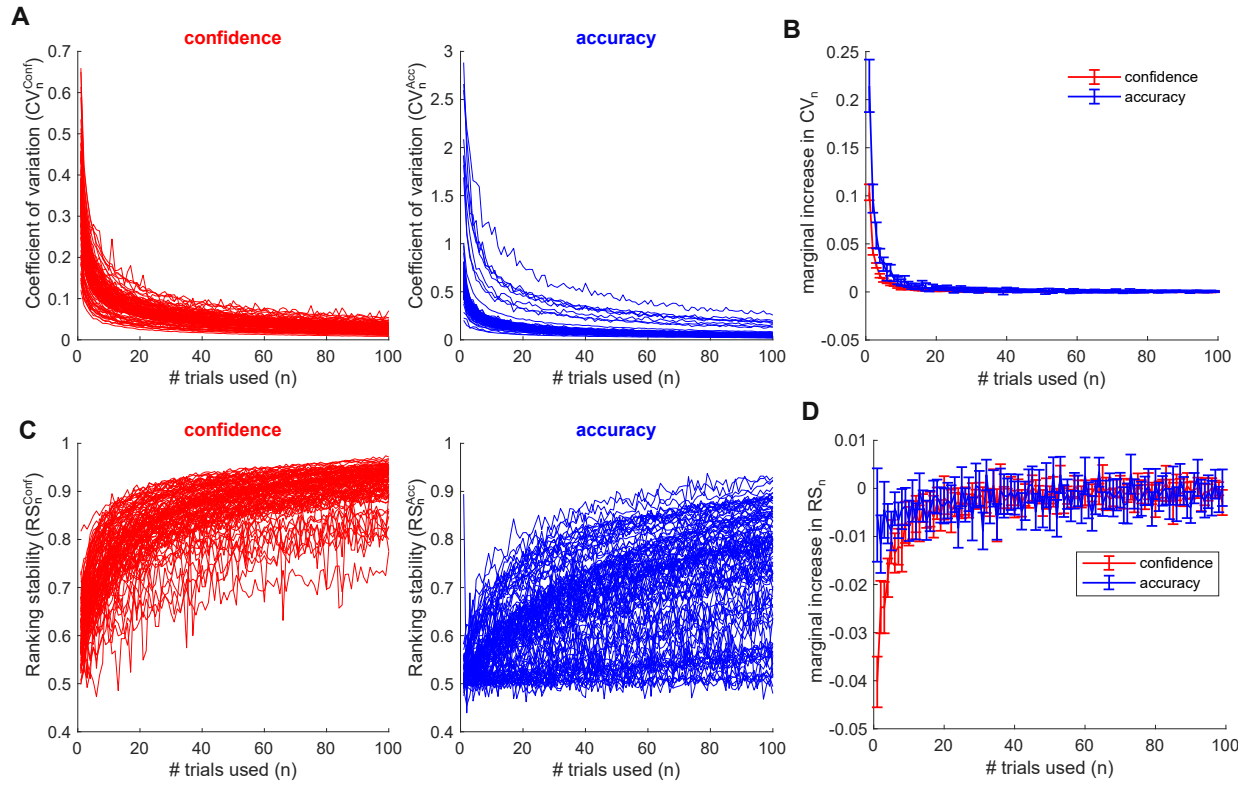 A
confidence
Coefficient of variation (CV_n^Conf)
0.7
0.6
0.5
0.4
0.3
0.2
0.1
0
0 20 40 60 80 100
# trials used (n)
accuracy
Coefficient of variation (CV_n^Acc)
3
2.5
2
1.5
1
0.5
0
0 20 40 60 80 100
# trials used (n)
B
marginal increase in CV_n
0.25
0.2
0.15
0.1
0.05
0
-0.05
0 20 40 60 80 100
# trials used (n)
confidence
accuracy
C
confidence
Ranking stability (RS_n^Conf)
1
0.9
0.8
0.7
0.6
0.5
0.4
0 20 40 60 80 100
# trials used (n)
accuracy
Ranking stability (RS_n^Acc)
1
0.9
0.8
0.7
0.6
0.5
0.4
0 20 40 60 80 100
# trials used (n)
D
marginal increase in RS_n
0.01
0
-0.01
-0.02
-0.03
-0.04
-0.05
0 20 40 60 80 100
# trials used (n)
confidence
accuracy